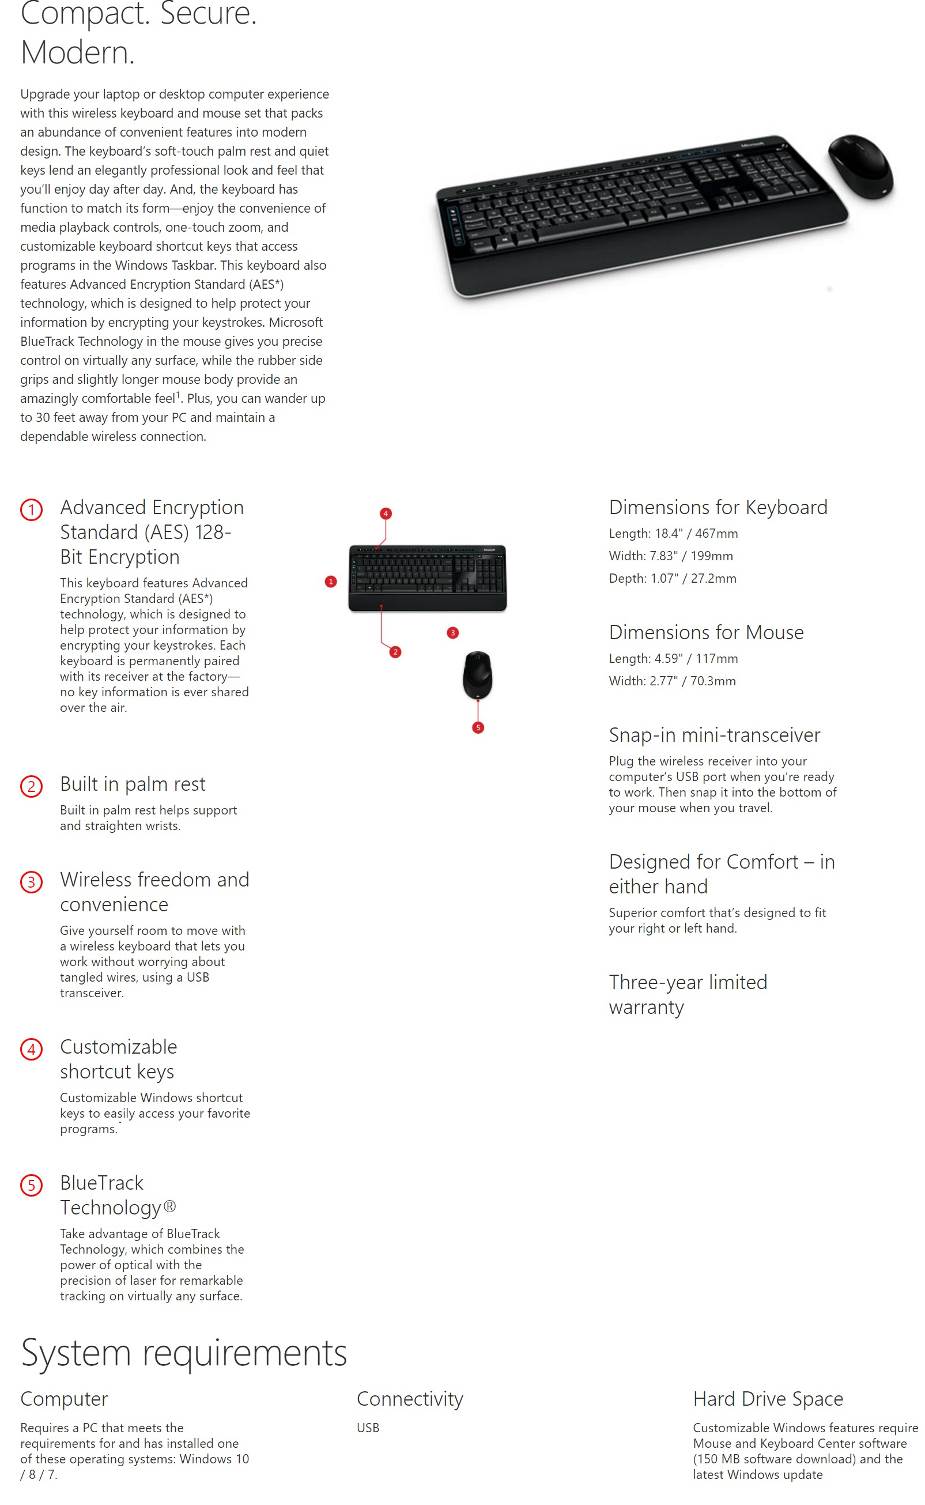 Compact. Secure.
Modern.
Upgrade your laptop or desktop computer experience
with this wireless keyboard and mouse set that packs
an abundance of convenient features into modern
design. The keyboard's soft-touch palm rest and quiet
keys lend an elegantly professional look and feel that
you'll enjoy day after day. And, the keyboard has
function to match its form—enjoy the convenience of
media playback controls, one-touch zoom, and
customizable keyboard shortcut keys that access
programs in the Windows Taskbar. This keyboard also
features Advanced Encryption Standard (AES*)
technology, which is designed to help protect your
information by encrypting your keystrokes. Microsoft
BlueTrack Technology in the mouse gives you precise
control on virtually any surface, while the rubber side
grips and slightly longer mouse body provide an
amazingly comfortable feel¹. Plus, you can wander up
to 30 feet away from your PC and maintain a
dependable wireless connection.
Microsoft
1
Advanced Encryption
Standard (AES) 128-
Bit Encryption
This keyboard features Advanced
Encryption Standard (AES*)
technology, which is designed to
help protect your information by
encrypting your keystrokes. Each
keyboard is permanently paired
with its receiver at the factory—
no key information is ever shared
over the air.
2
Built in palm rest
Built in palm rest helps support
and straighten wrists.
3
Wireless freedom and
convenience
Give yourself room to move with
a wireless keyboard that lets you
work without worrying about
tangled wires, using a USB
transceiver.
4
Customizable
shortcut keys
Customizable Windows shortcut
keys to easily access your favorite
programs.
5
BlueTrack
Technology®
Take advantage of BlueTrack
Technology, which combines the
power of optical with the
precision of laser for remarkable
tracking on virtually any surface.
4
1
3
2
5
Dimensions for Keyboard
Length: 18.4" / 467mm
Width: 7.83" / 199mm
Depth: 1.07" / 27.2mm
Dimensions for Mouse
Length: 4.59" / 117mm
Width: 2.77" / 70.3mm
Snap-in mini-transceiver
Plug the wireless receiver into your
computer's USB port when you're ready
to work. Then snap it into the bottom of
your mouse when you travel.
Designed for Comfort – in
either hand
Superior comfort that's designed to fit
your right or left hand.
Three-year limited
warranty
System requirements
Computer
Requires a PC that meets the
requirements for and has installed one
of these operating systems: Windows 10
/ 8 / 7.
Connectivity
USB
Hard Drive Space
Customizable Windows features require
Mouse and Keyboard Center software
(150 MB software download) and the
latest Windows update